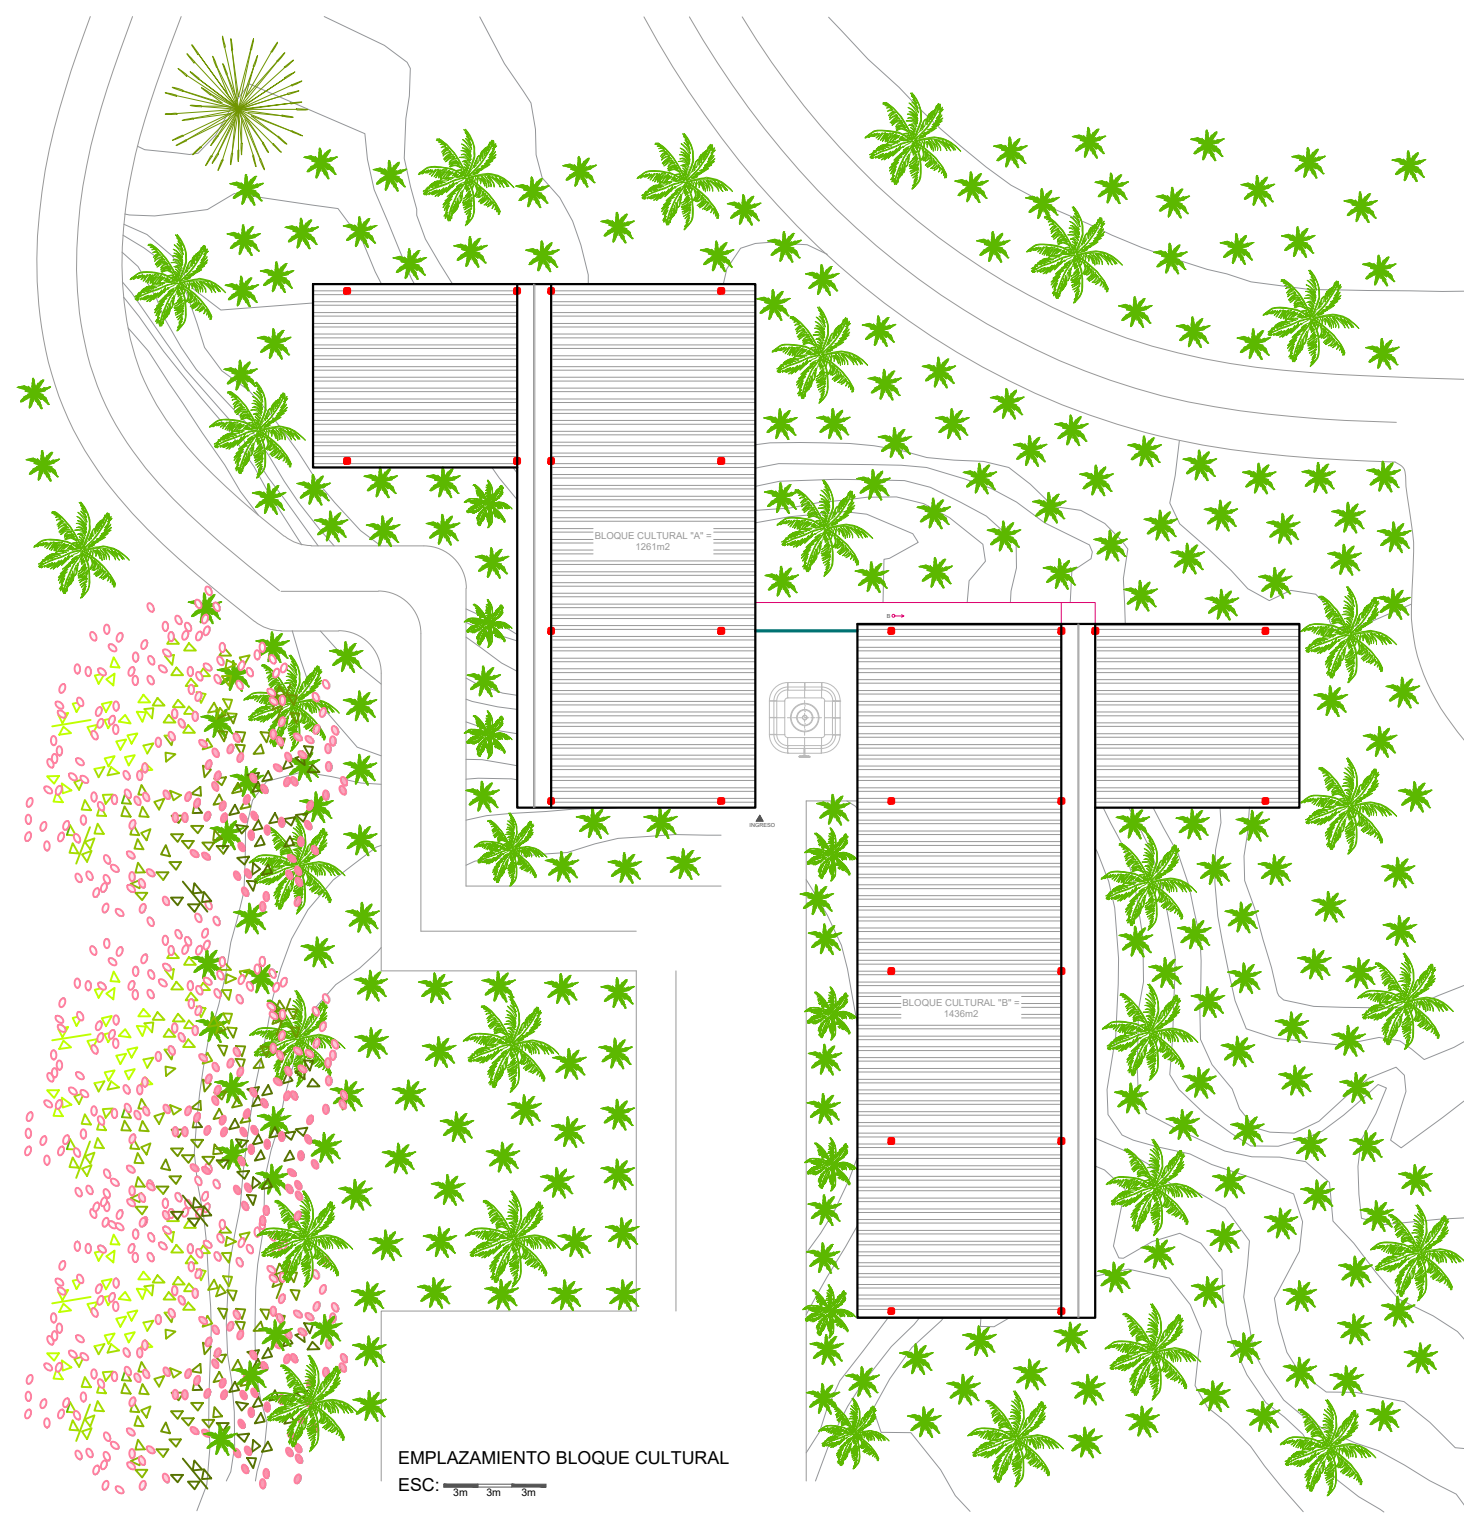 BLOQUE CULTURAL "A" =
1261m2
B
INGRESO
BLOQUE CULTURAL "B" =
1436m2
EMPLAZAMIENTO BLOQUE CULTURAL
ESC:
3m 3m 3m